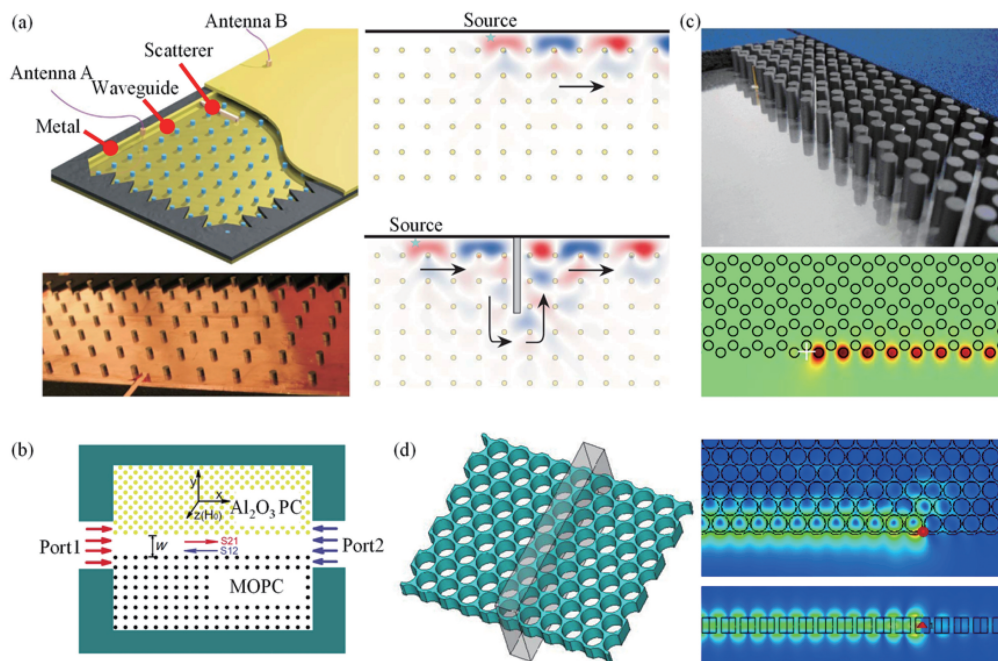 (a)
Antenna B
Scatterer
Antenna A
Waveguide
Metal
Source
Source
(c)
(b)
y
x
z(H₀)
Al₂O₃ PC
Port1
W
S21
S12
Port2
MOPC
(d)